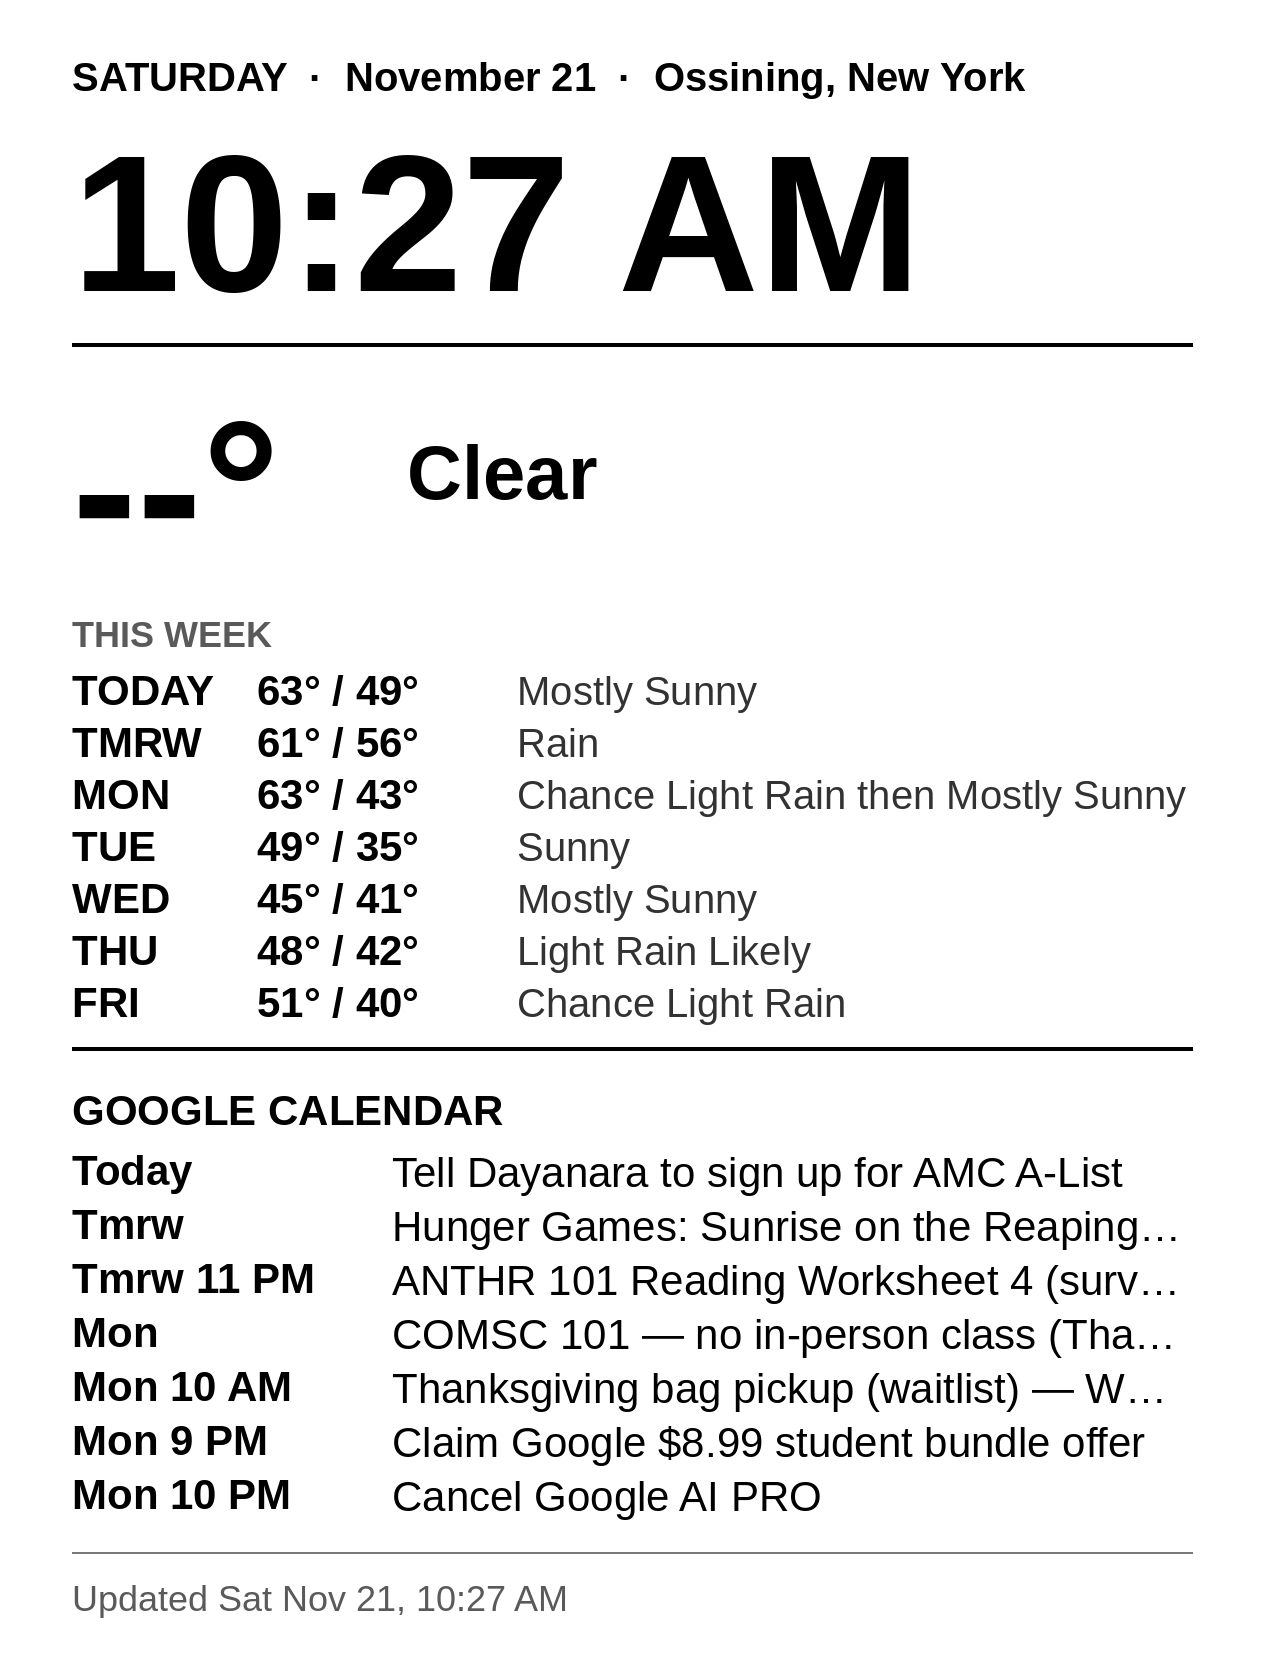 SATURDAY · November 21 · Ossining, New York
10:27 AM
--° Clear
THIS WEEK
TODAY 63° / 49° Mostly Sunny
TMRW 61° / 56° Rain
MON 63° / 43° Chance Light Rain then Mostly Sunny
TUE 49° / 35° Sunny
WED 45° / 41° Mostly Sunny
THU 48° / 42° Light Rain Likely
FRI 51° / 40° Chance Light Rain
GOOGLE CALENDAR
Today Tell Dayanara to sign up for AMC A-List
Tmrw Hunger Games: Sunrise on the Reaping…
Tmrw 11 PM ANTHR 101 Reading Worksheet 4 (surv…
Mon COMSC 101 — no in-person class (Tha…
Mon 10 AM Thanksgiving bag pickup (waitlist) — W…
Mon 9 PM Claim Google $8.99 student bundle offer
Mon 10 PM Cancel Google AI PRO
Updated Sat Nov 21, 10:27 AM